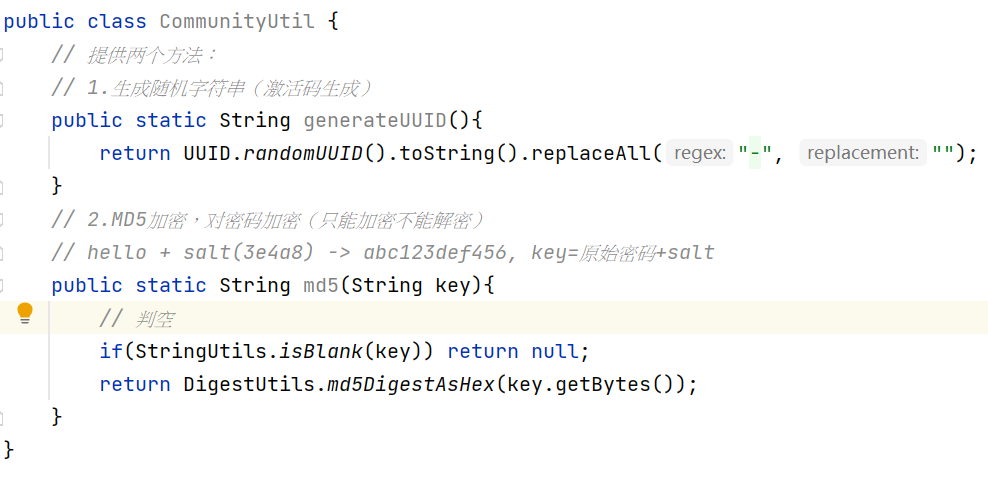 public class CommunityUtil {
// 提供两个方法：
// 1.生成随机字符串（激活码生成）
public static String generateUUID(){
return UUID.randomUUID().toString().replaceAll( regex: "-", replacement: "");
}
// 2.MD5加密，对密码加密（只能加密不能解密）
// hello + salt(3e4a8) -> abc123def456, key=原始密码+salt
public static String md5(String key){
// 判空
if(StringUtils.isBlank(key)) return null;
return DigestUtils.md5DigestAsHex(key.getBytes());
}
}